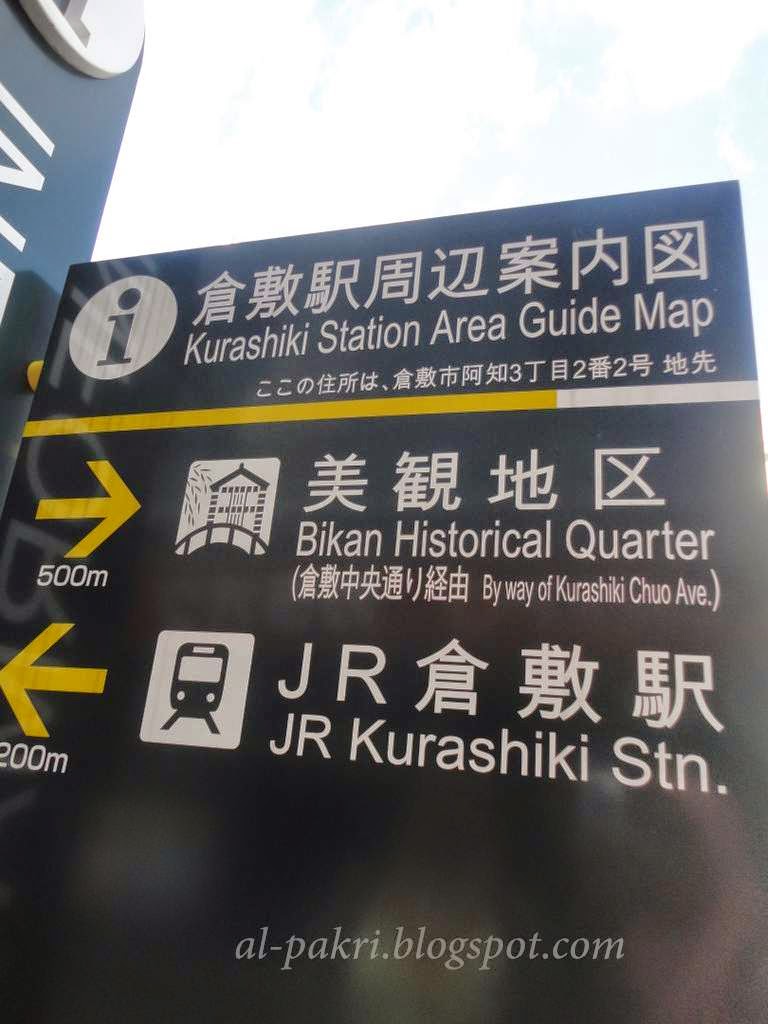 i
倉敷駅周辺案内図
Kurashiki Station Area Guide Map
ここの住所は、倉敷市阿知3丁目2番2号 地先
美観地区
Bikan Historical Quarter
(倉敷中央通り経由 By way of Kurashiki Chuo Ave.)
500m
JR倉敷駅
JR Kurashiki Stn.
200m
al-pakri.blogspot.com